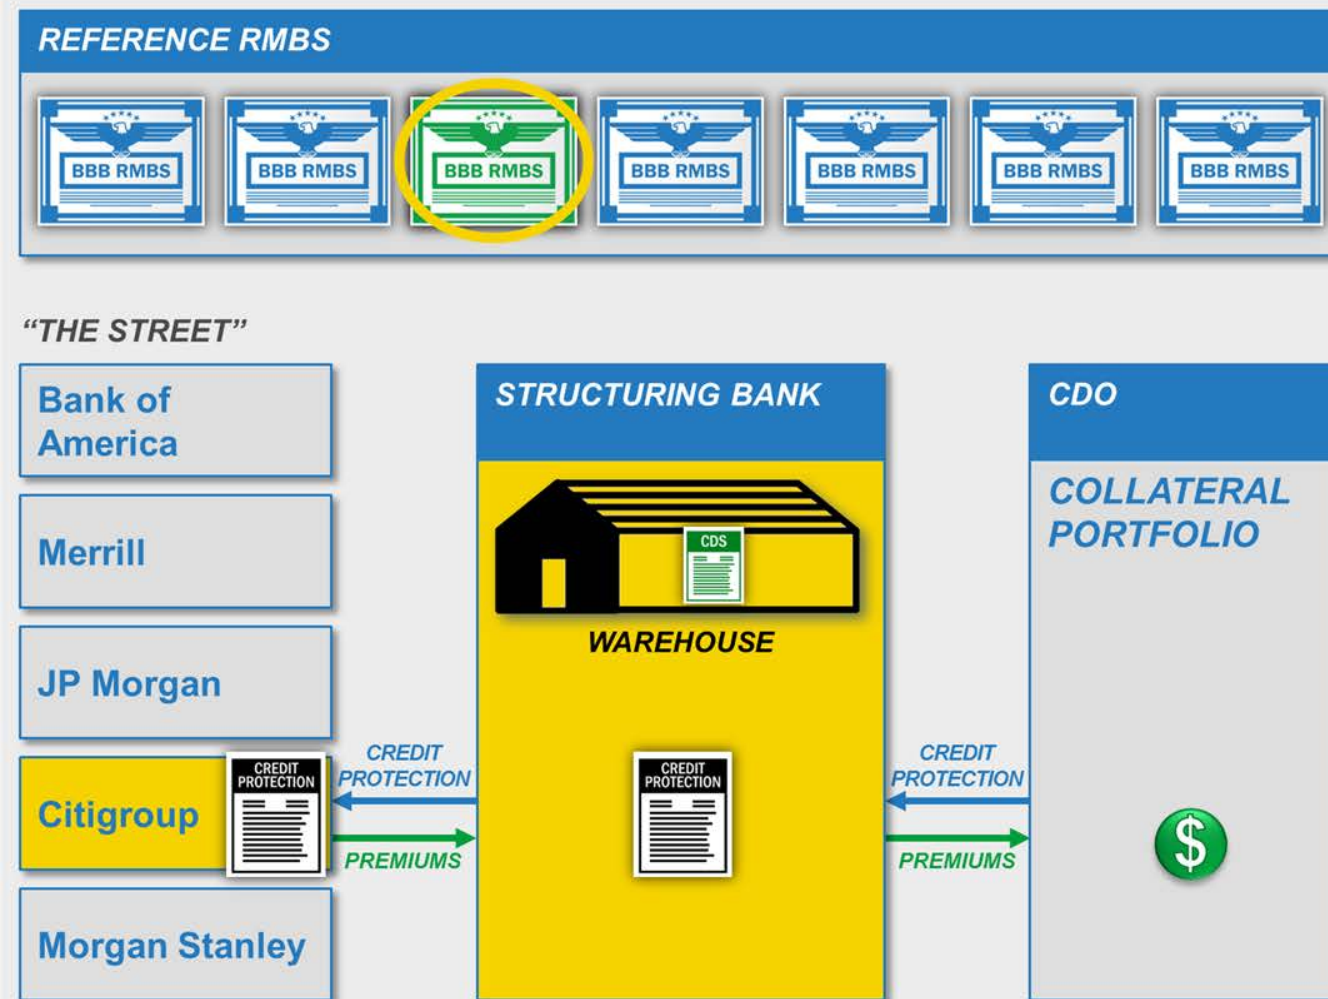 REFERENCE RMBS
BBB RMBS
BBB RMBS
BBB RMBS
BBB RMBS
BBB RMBS
BBB RMBS
BBB RMBS
“THE STREET”
Bank of
America
Merrill
JP Morgan
Citigroup
CREDIT
PROTECTION
Morgan Stanley
CREDIT
PROTECTION
PREMIUMS
STRUCTURING BANK
CDS
WAREHOUSE
CREDIT
PROTECTION
CREDIT
PROTECTION
PREMIUMS
CDO
COLLATERAL
PORTFOLIO
$